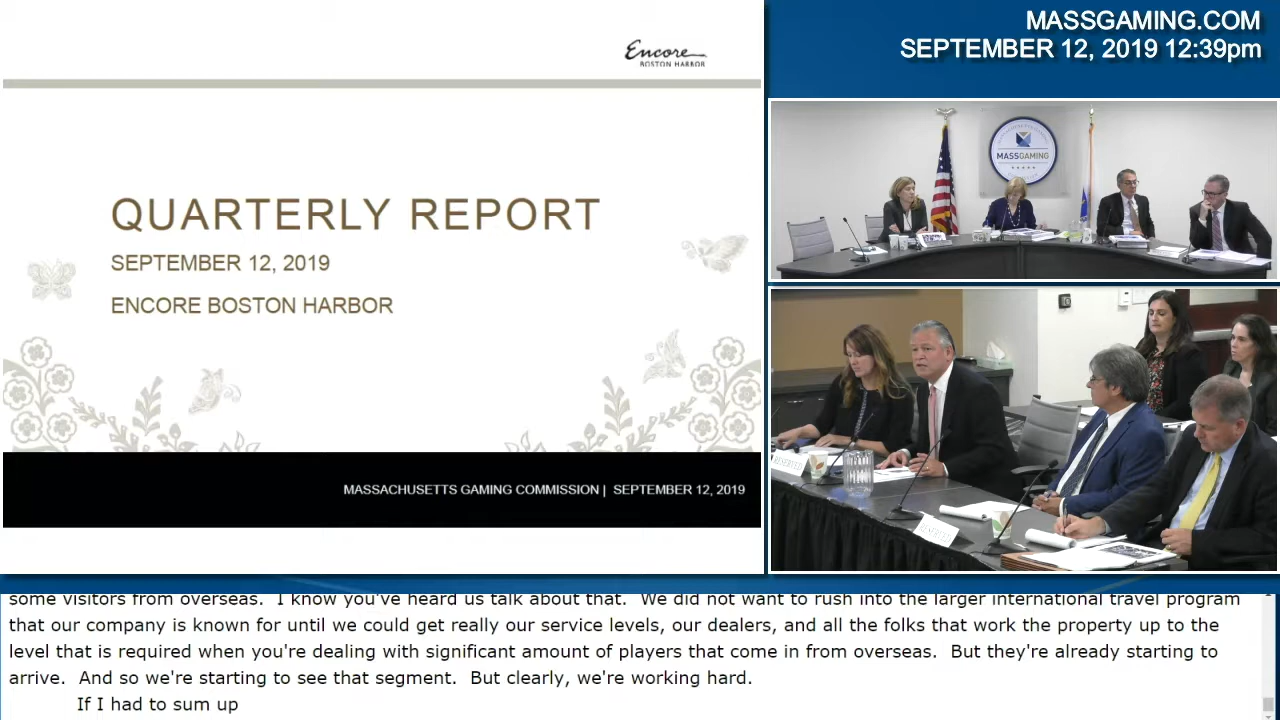 Encore
BOSTON HARBOR
QUARTERLY REPORT
SEPTEMBER 12, 2019
ENCORE BOSTON HARBOR
MASSACHUSETTS GAMING COMMISSION | SEPTEMBER 12, 2019
MASSGAMING.COM
SEPTEMBER 12, 2019 12:39pm
MASSGAMING
RESERVED
some visitors from overseas. I know you've heard us talk about that. We did not want to rush into the larger international travel program
that our company is known for until we could get really our service levels, our dealers, and all the folks that work the property up to the
level that is required when you're dealing with significant amount of players that come in from overseas. But they're already starting to
arrive. And so we're starting to see that segment. But clearly, we're working hard.
If I had to sum up